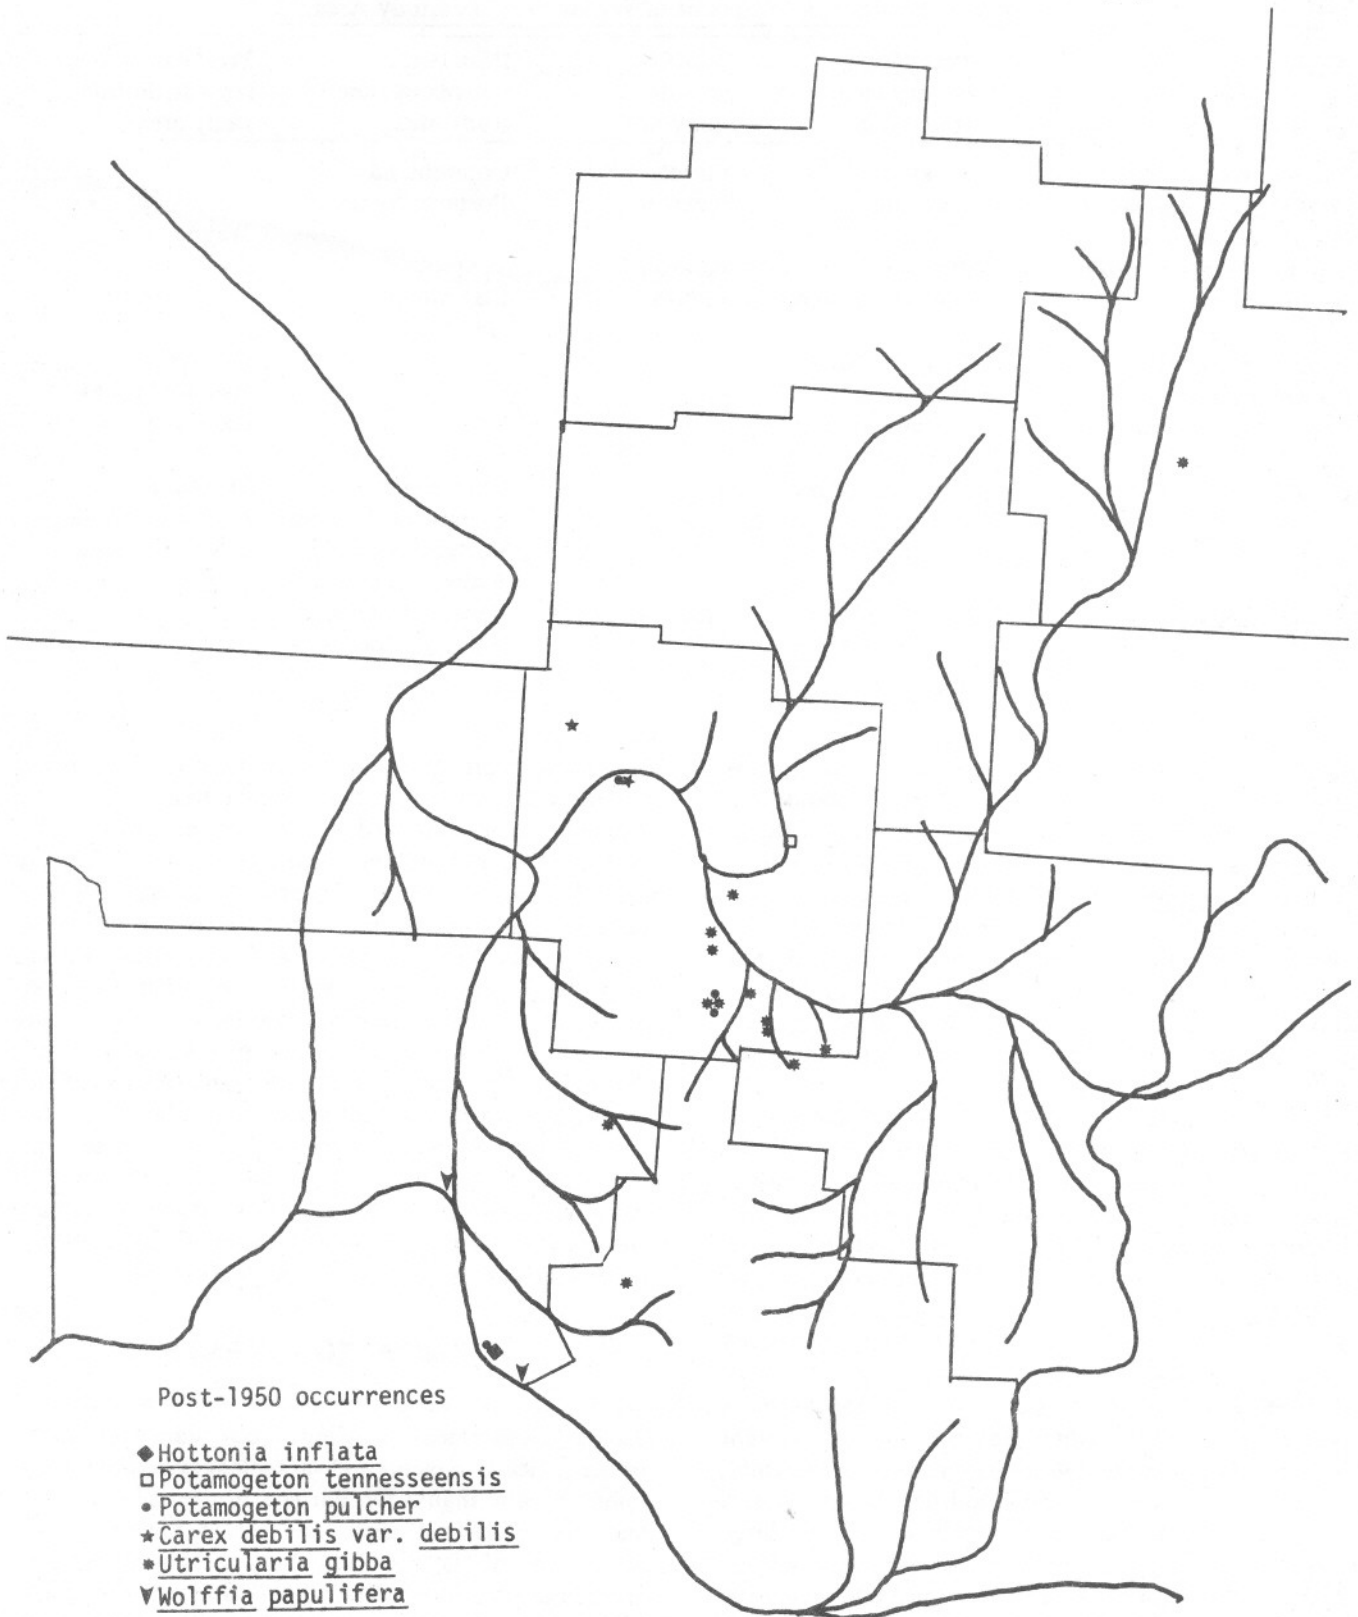 Post-1950 occurrences
Hottonia inflata
Potamogeton tennesseensis
Potamogeton pulcher
Carex debilis var. debilis
Utricularia gibba
Wolffia papulifera